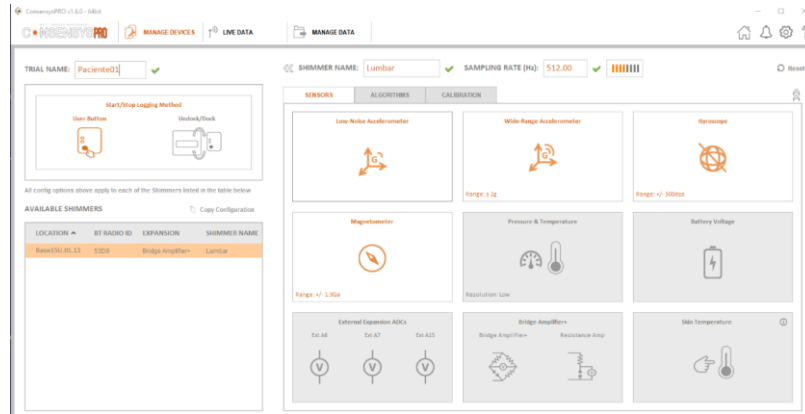 ConsensysPRO v1.6.0 - 64bit
CONSENSYSPRO MANAGE DEVICES LIVE DATA MANAGE DATA
TRIAL NAME: Paciente01
SHIMMER NAME: Lumbar SAMPLING RATE (Hz): 512.00 Reset
Start/Stop Logging Method
User Button Undock/Dock
All config options above apply to each of the Shimmers listed in the table below
AVAILABLE SHIMMERS Copy Configuration
LOCATION BT RADIO ID EXPANSION SHIMMER NAME
Bridge Amplifier+ Lumbar
SENSORS ALGORITHMS CALIBRATION
Low-Noise Accelerometer
Wide-Range Accelerometer
Range: ± 2g
Gyroscope
Range: +/- 500dps
Magnetometer
Range: +/- 1.9Ga
Pressure & Temperature
Resolution: Low
Battery Voltage
External Expansion ADCs
Ext A6 Ext A7 Ext A15
Bridge Amplifier+
Bridge Amplifier+ Resistance Amp
Skin Temperature